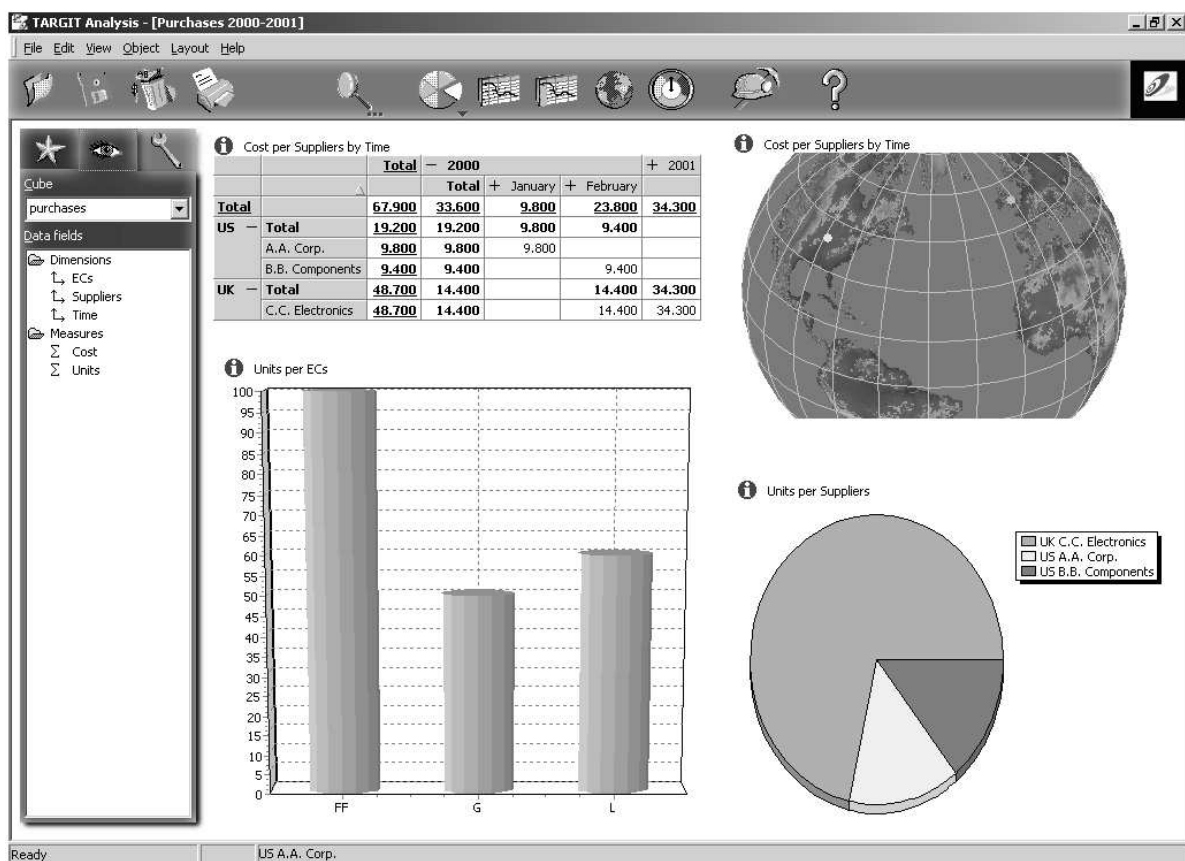 TARGIT Analysis - [Purchases 2000-2001]
File Edit View Object Layout Help
Cube
purchases
Data fields
Dimensions
ECs
Suppliers
Time
Measures
Σ Cost
Σ Units
Cost per Suppliers by Time
Total − 2000 + 2001
Total + January + February
Total 67.900 33.600 9.800 23.800 34.300
US − Total 19.200 19.200 9.800 9.400
A.A. Corp. 9.800 9.800 9.800
B.B. Components 9.400 9.400 9.400
UK − Total 48.700 14.400 14.400 34.300
C.C. Electronics 48.700 14.400 14.400 34.300
Cost per Suppliers by Time
Units per ECs
100
95
90
85
80
75
70
65
60
55
50
45
40
35
30
25
20
15
10
5
0
FF G L
Units per Suppliers
UK C.C. Electronics
US A.A. Corp.
US B.B. Components
Ready US A.A. Corp.